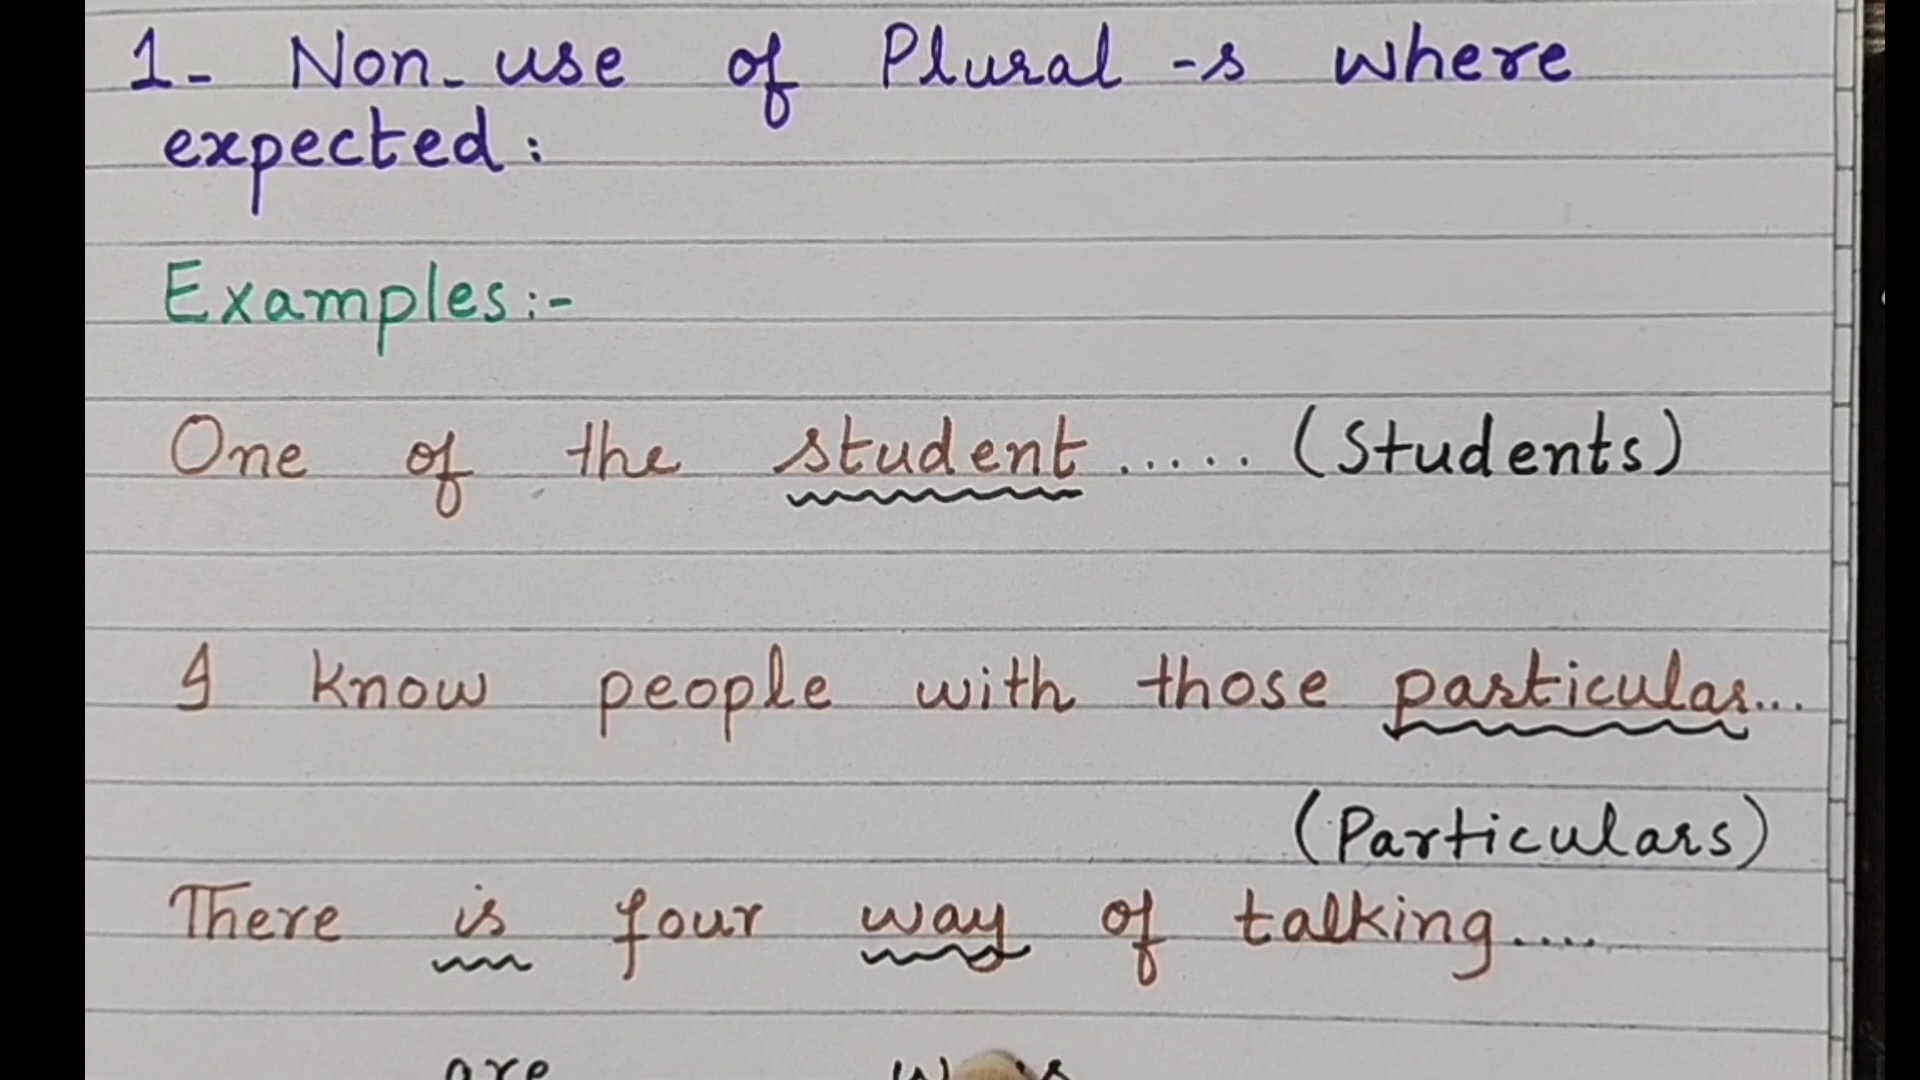 1- Non-use of Plural -s where
expected:
Examples:-
One of the student ..... (Students)
I know people with those particular...
(Particulars)
There is four way of talking....
are